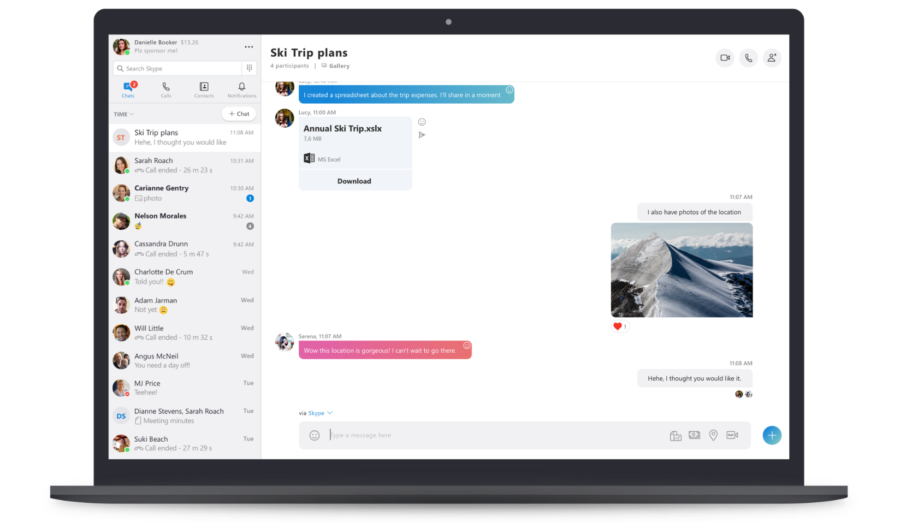 Danielle Booker $13.26
Plz sponsor me!
Search Skype
2
Chats
Calls
Contacts
Notifications
TIME
+ Chat
ST
Ski Trip plans 11:08 AM
Hehe, I thought you would like
Sarah Roach 10:31 AM
Call ended - 26 m 23 s
Carianne Gentry 10:30 AM
photo 1
Nelson Morales 9:42 AM
4
Cassandra Drunn 9:42 AM
Call ended - 5 m 47 s
Charlotte De Crum Wed
Told you!!
Adam Jarman Wed
Not yet
Will Little Wed
Call ended - 10 m 32 s
Angus McNeil Wed
You need a day off!
MJ Price Tue
Teehee!
DS
Dianne Stevens, Sarah Roach Tue
Meeting minutes
Suki Beach Tue
Call ended - 27 m 29 s
Ski Trip plans
4 participants | Gallery
I created a spreadsheet about the trip expenses. I'll share in a moment
Lucy, 11:00 AM
Annual Ski Trip.xslx
7,6 MB
MS Excel
Download
11:07 AM
I also have photos of the location
1
Serena, 11:07 AM
Wow this location is gorgeous! I can't wait to go there
11:08 AM
Hehe, I thought you would like it.
via Skype
Type a message here